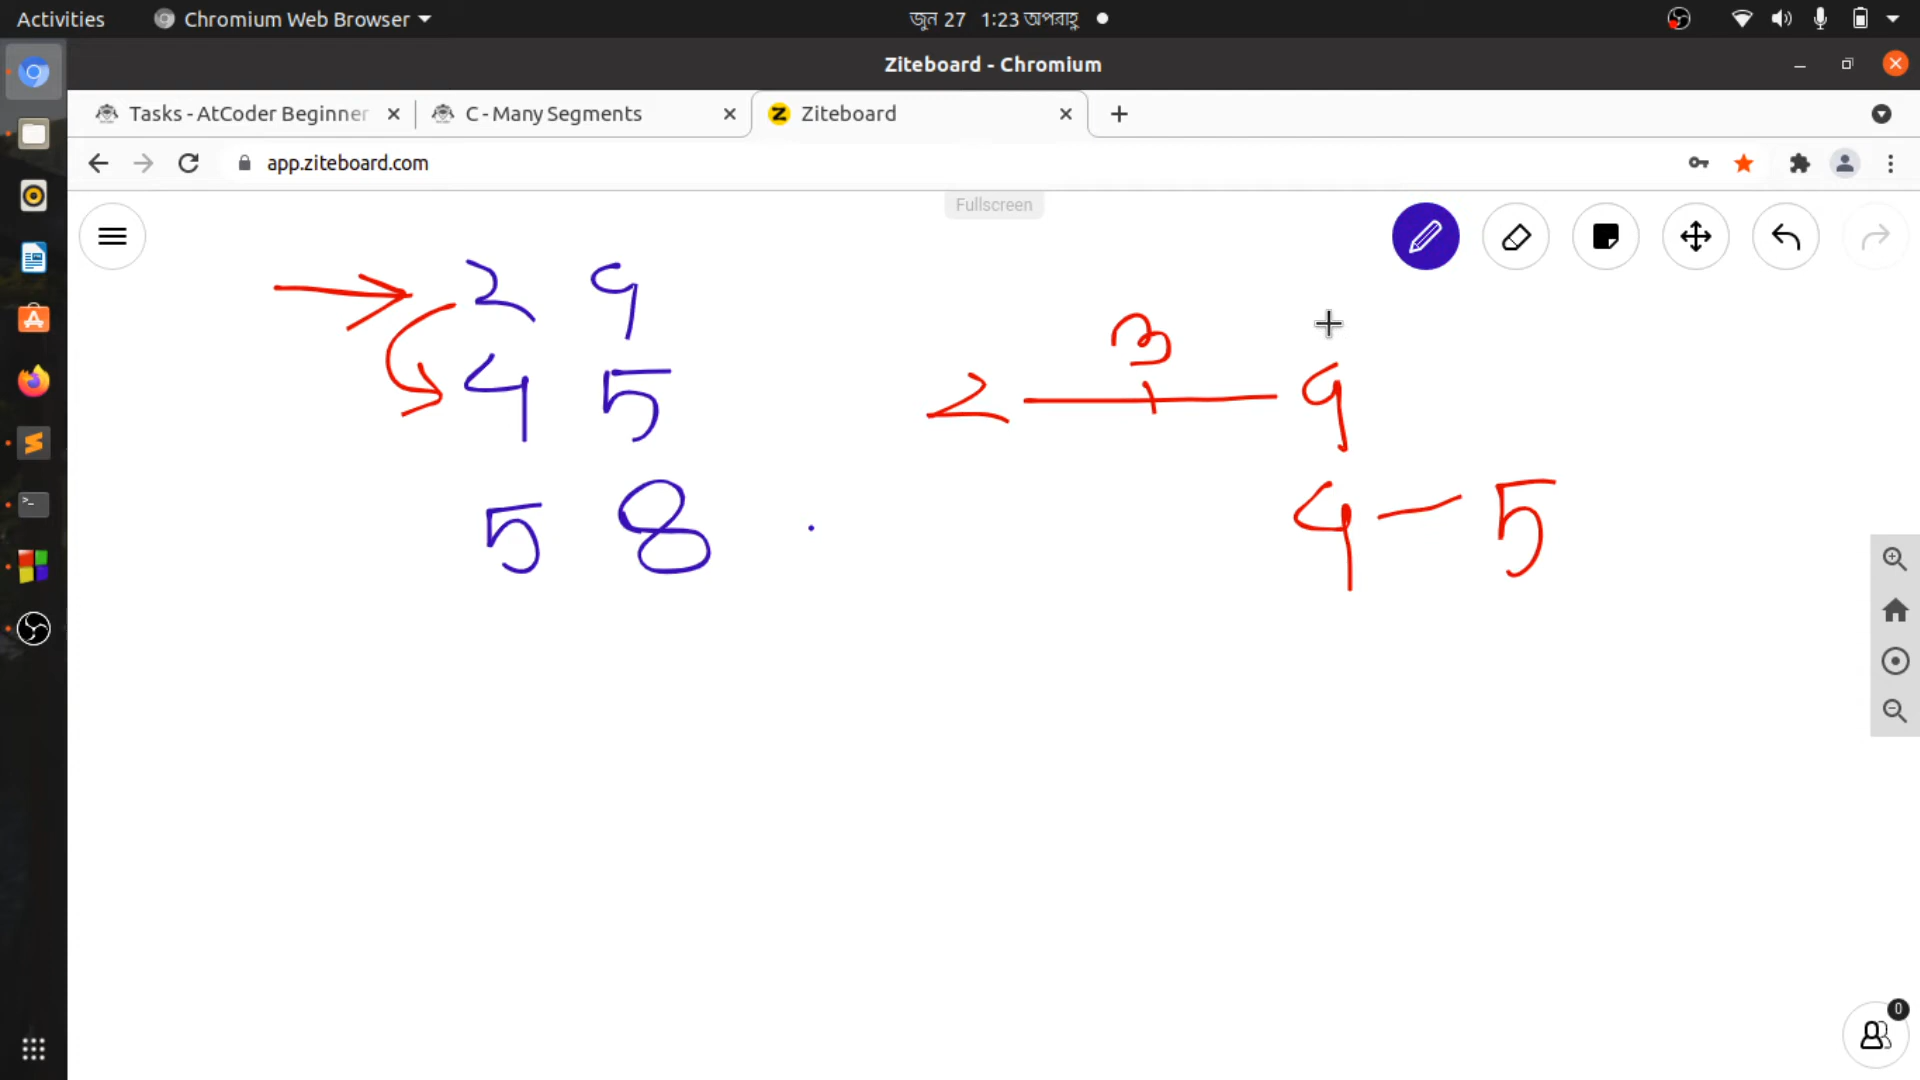 Activities Chromium Web Browser জুন 27 1:23 অপরাহ্ণ
Ziteboard - Chromium
Tasks - AtCoder Beginner C - Many Segments Ziteboard
app.ziteboard.com
Fullscreen
2 9
4 5
5 8
3
2 9
4 5
0